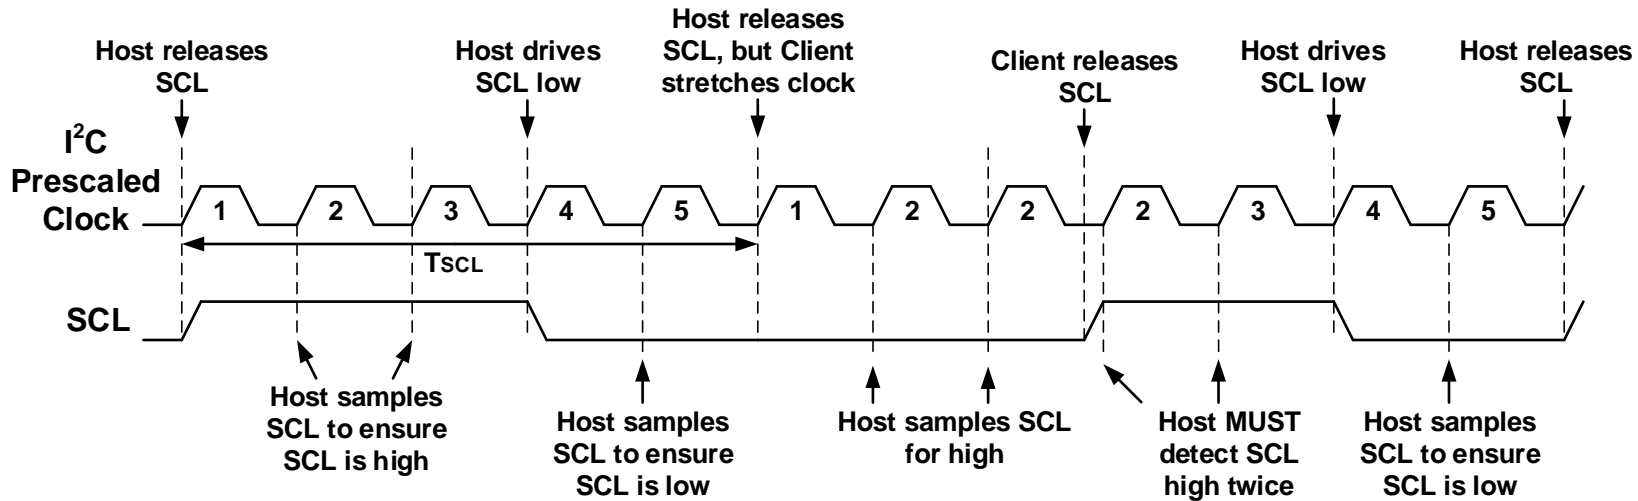 Host releases
SCL
Host drives
SCL low
Host releases
SCL, but Client
stretches clock
Client releases
SCL
Host drives
SCL low
Host releases
SCL
I²C
Prescaled
Clock
1 2 3 4 5 1 2 2 2 3 4 5
TSCL
SCL
Host samples
SCL to ensure
SCL is high
Host samples
SCL to ensure
SCL is low
Host samples SCL
for high
Host MUST
detect SCL
high twice
Host samples
SCL to ensure
SCL is low